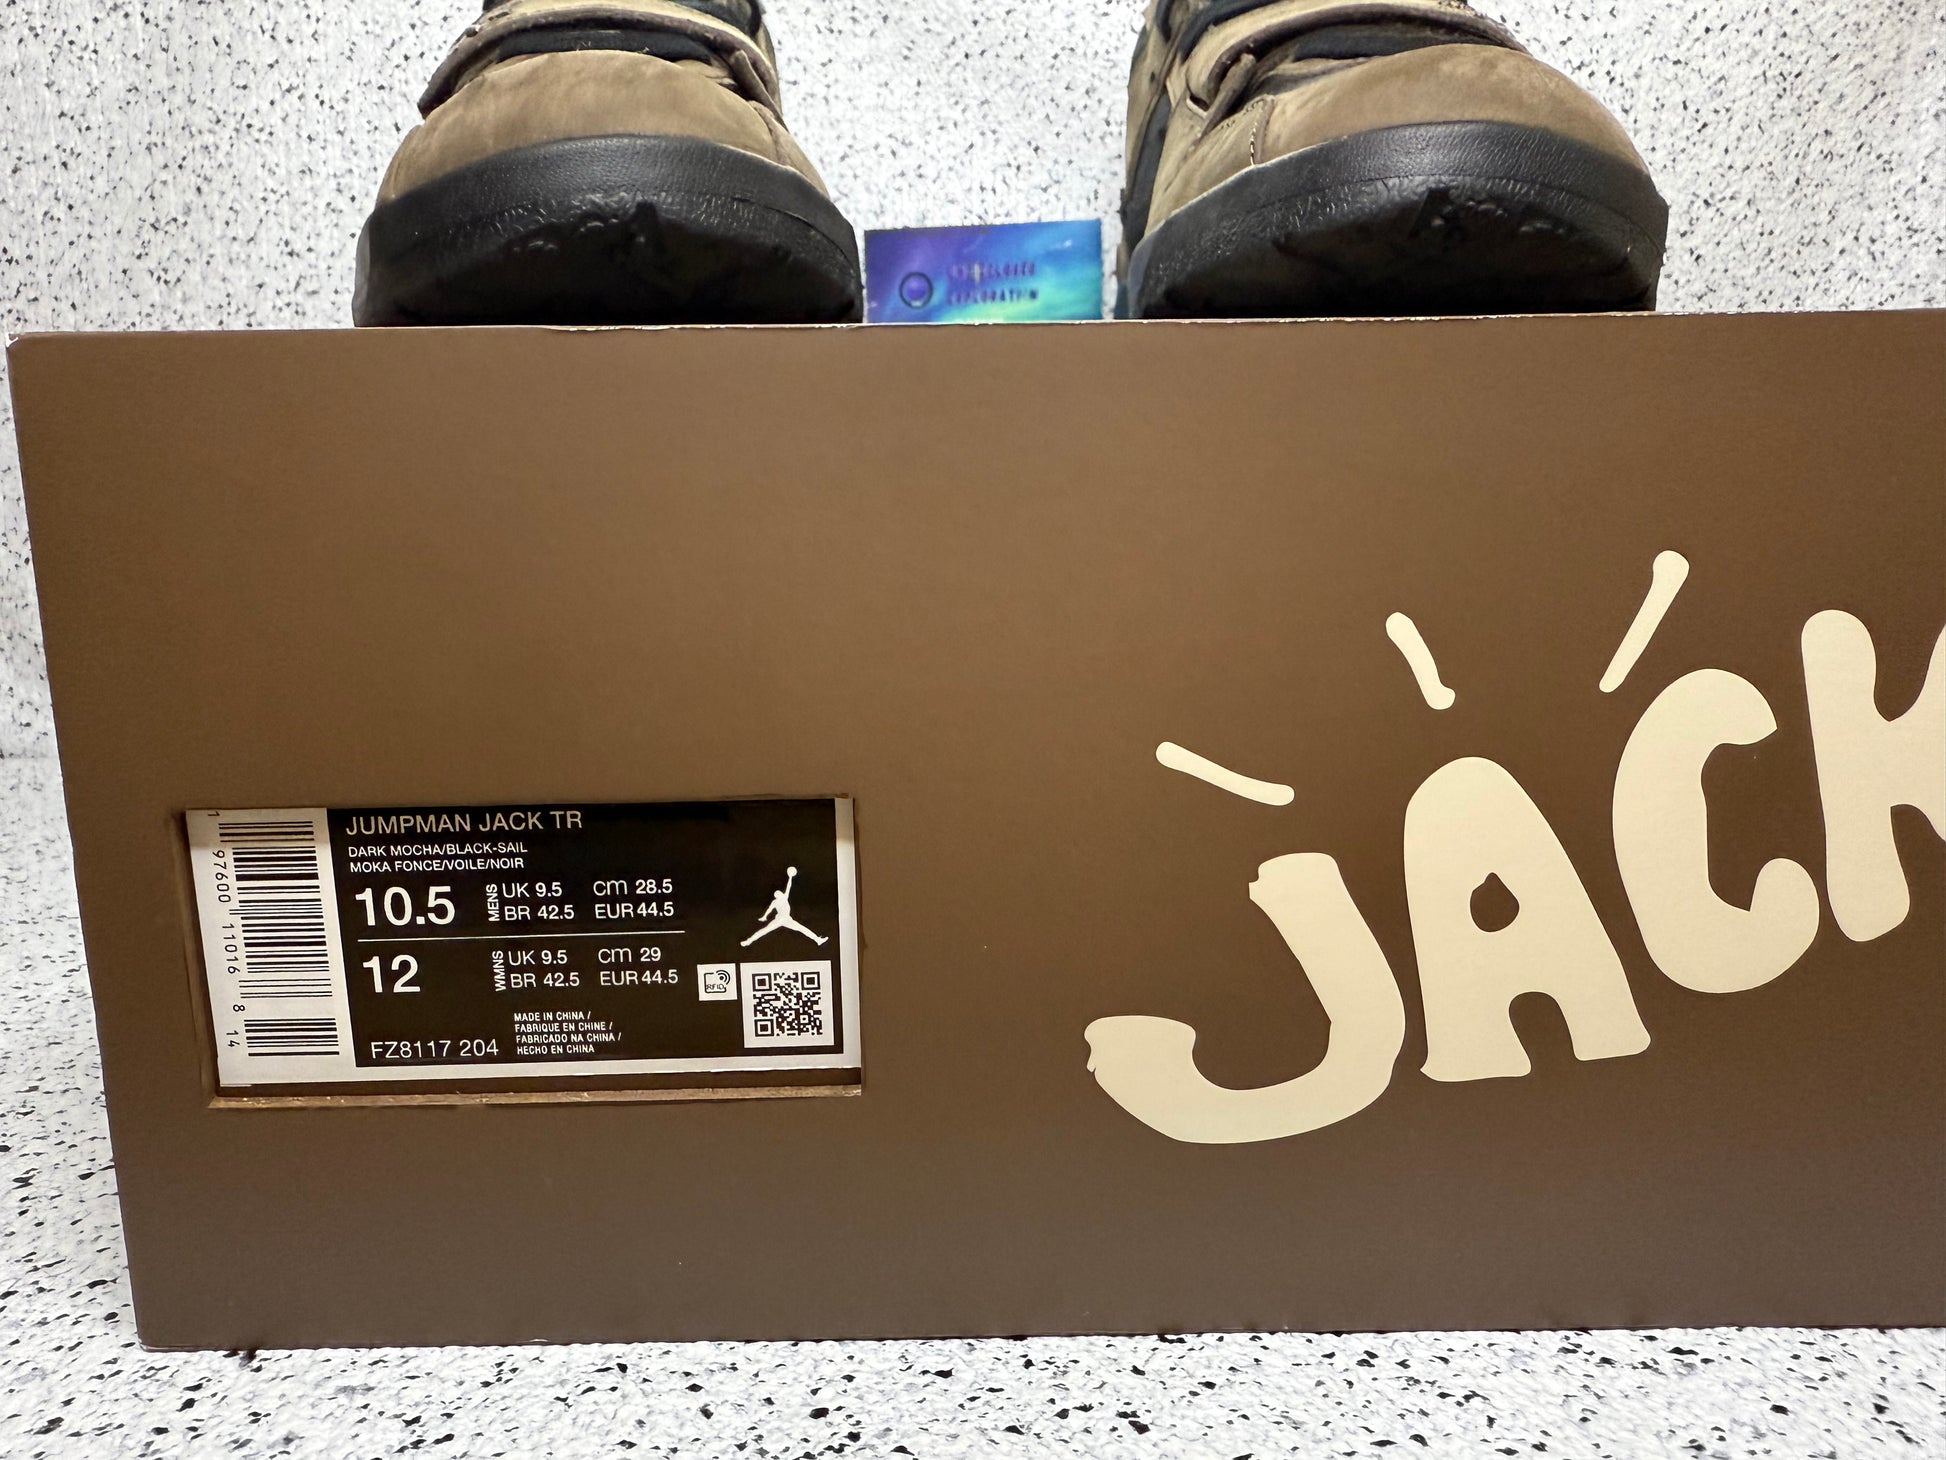 JUMPMAN JACK TR
DARK MOCHA/BLACK-SAIL
MOKA FONCE/VOILE/NOIR
10.5 MENS UK 9.5 cm 28.5
BR 42.5 EUR 44.5
12 WMNS UK 9.5 cm 29
BR 42.5 EUR 44.5
RFID
MADE IN CHINA /
FABRIQUE EN CHINE /
FABRICADO NA CHINA /
HECHO EN CHINA
FZ8117 204
1 97600 11016 8 14
JACK